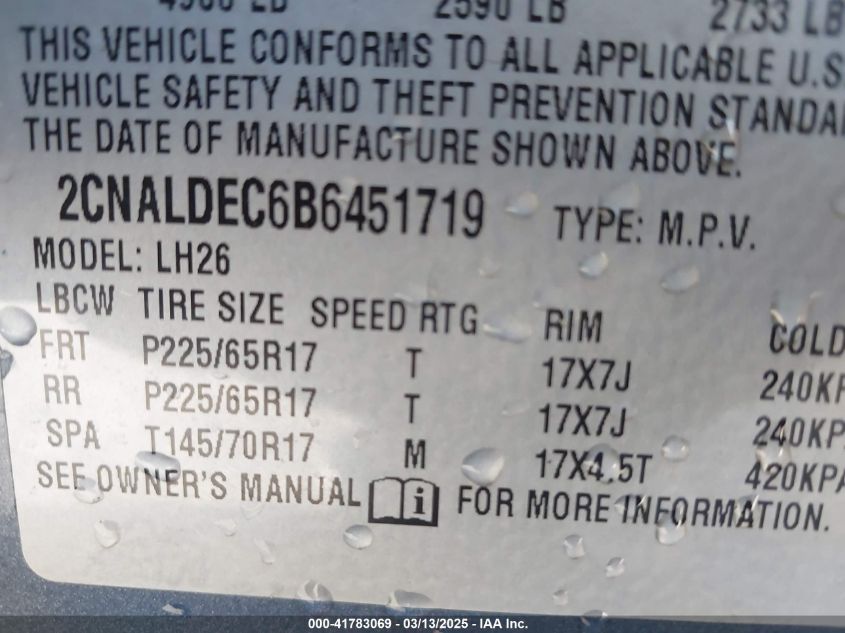 2590 LB 2733 LB
THIS VEHICLE CONFORMS TO ALL APPLICABLE U.S
VEHICLE SAFETY AND THEFT PREVENTION STANDA
THE DATE OF MANUFACTURE SHOWN ABOVE.
2CNALDEC6B6451719 TYPE: M.P.V.
MODEL: LH26
LBCW TIRE SIZE SPEED RTG RIM COLD
FRT P225/65R17 T 17X7J 240KP
RR P225/65R17 T 17X7J 240KP
SPA T145/70R17 M 17X4.5T 420KPA
SEE OWNER'S MANUAL i FOR MORE INFORMATION.
000-41783069 - 03/13/2025 - IAA Inc.